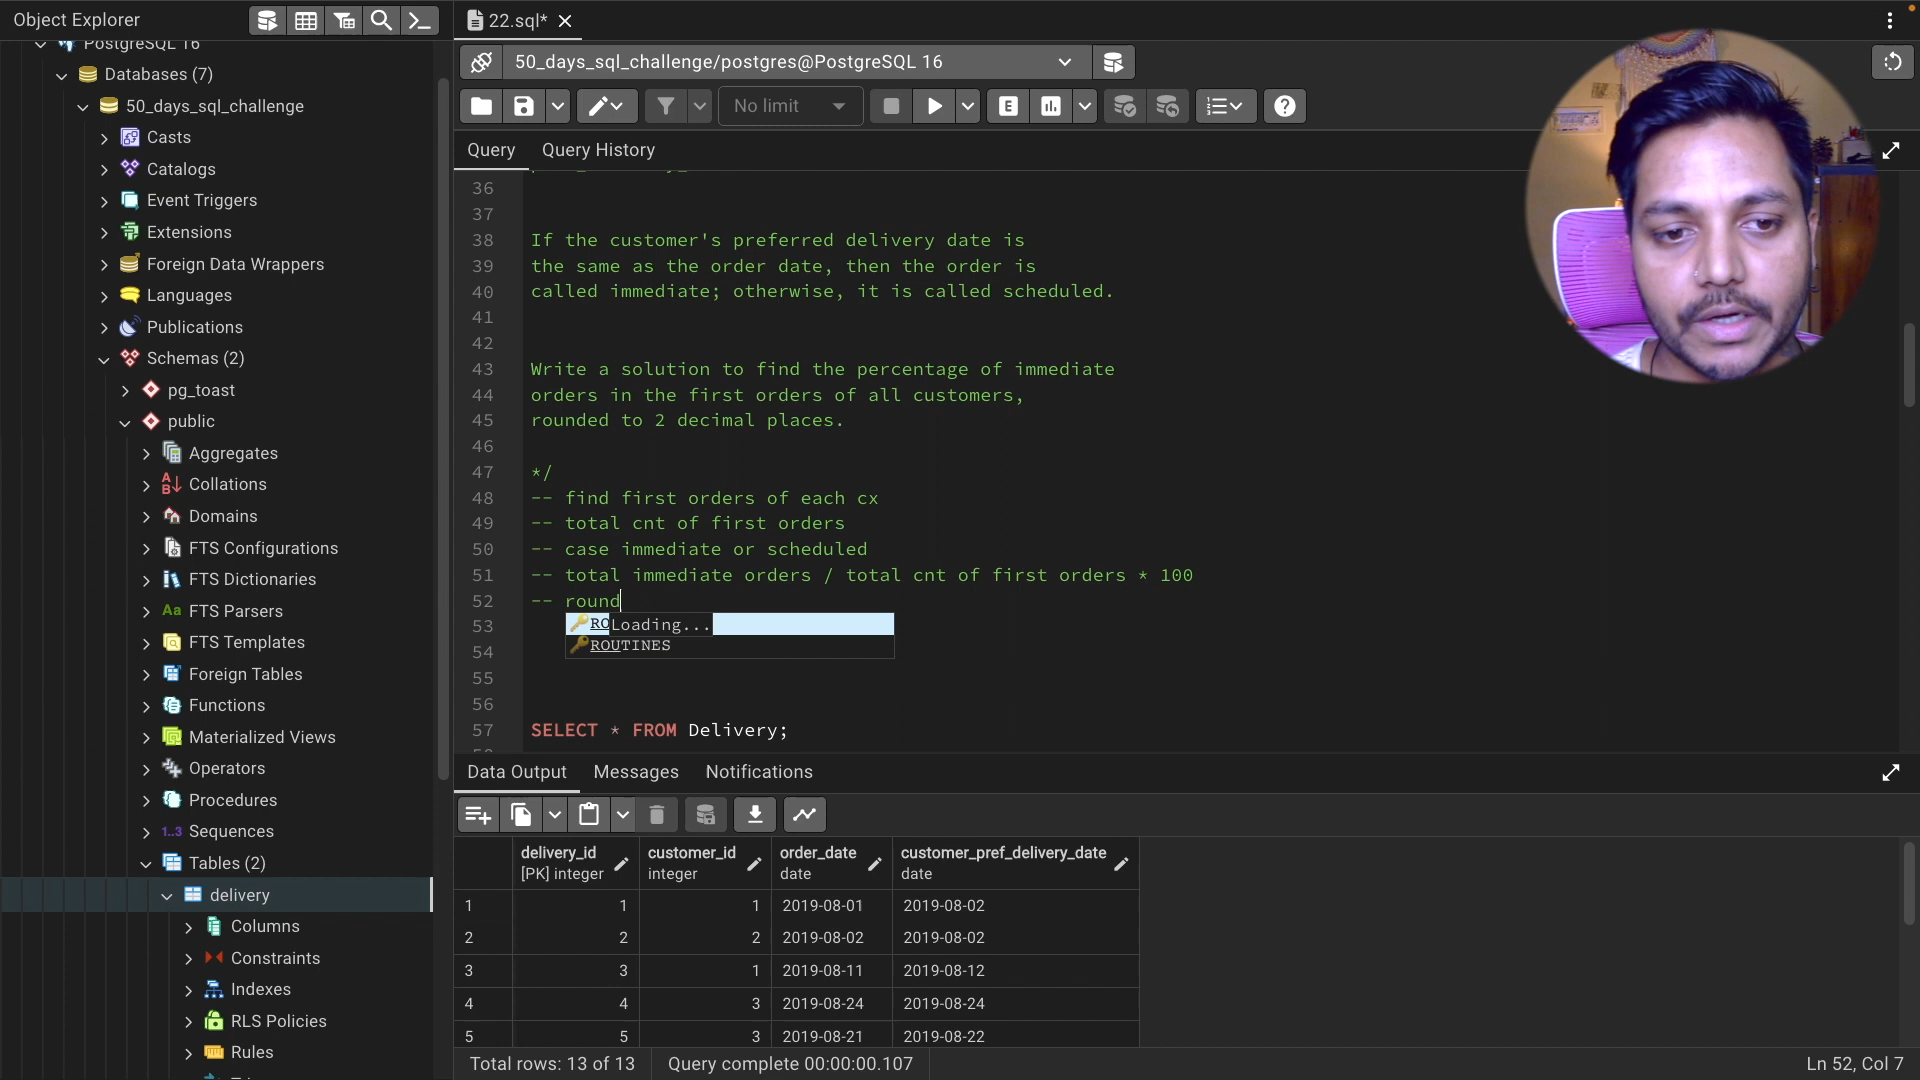 Object Explorer
22.sql*
PostgreSQL 16
Databases (7)
50_days_sql_challenge
Casts
Catalogs
Event Triggers
Extensions
Foreign Data Wrappers
Languages
Publications
Schemas (2)
pg_toast
public
Aggregates
Collations
Domains
FTS Configurations
FTS Dictionaries
Aa FTS Parsers
FTS Templates
Foreign Tables
Functions
Materialized Views
Operators
Procedures
1..3 Sequences
Tables (2)
delivery
Columns
Constraints
Indexes
RLS Policies
Rules
50_days_sql_challenge/postgres@PostgreSQL 16
No limit
E
Query Query History
36
37
38 If the customer's preferred delivery date is
39 the same as the order date, then the order is
40 called immediate; otherwise, it is called scheduled.
41
42
43 Write a solution to find the percentage of immediate
44 orders in the first orders of all customers,
45 rounded to 2 decimal places.
46
47 */
48 -- find first orders of each cx
49 -- total cnt of first orders
50 -- case immediate or scheduled
51 -- total immediate orders / total cnt of first orders * 100
52 -- round
53 ROLoading...
54 ROUTINES
55
56
57 SELECT * FROM Delivery;
Data Output Messages Notifications
delivery_id customer_id order_date customer_pref_delivery_date
[PK] integer integer date date
1 1 1 2019-08-01 2019-08-02
2 2 2 2019-08-02 2019-08-02
3 3 1 2019-08-11 2019-08-12
4 4 3 2019-08-24 2019-08-24
5 5 3 2019-08-21 2019-08-22
Total rows: 13 of 13 Query complete 00:00:00.107 Ln 52, Col 7